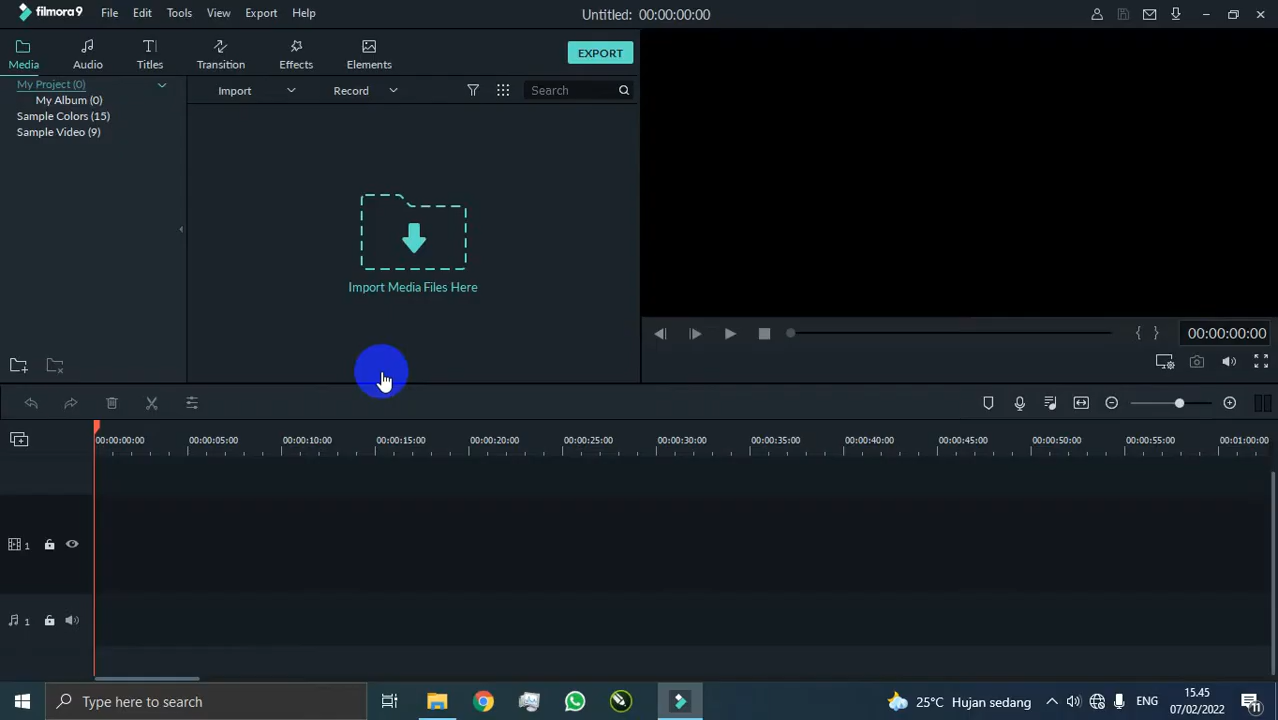 filmora9 File Edit Tools View Export Help Untitled: 00:00:00:00
Media Audio Titles Transition Effects Elements EXPORT
My Project (0) Import Record Search
My Album (0)
Sample Colors (15)
Sample Video (9)
Import Media Files Here
{ } 00:00:00:00
00:00:00:00 00:00:05:00 00:00:10:00 00:00:15:00 00:00:20:00 00:00:25:00 00:00:30:00 00:00:35:00 00:00:40:00 00:00:45:00 00:00:50:00 00:00:55:00 00:01:00:00
1
1
Type here to search 25°C Hujan sedang ENG 15.45
07/02/2022 11